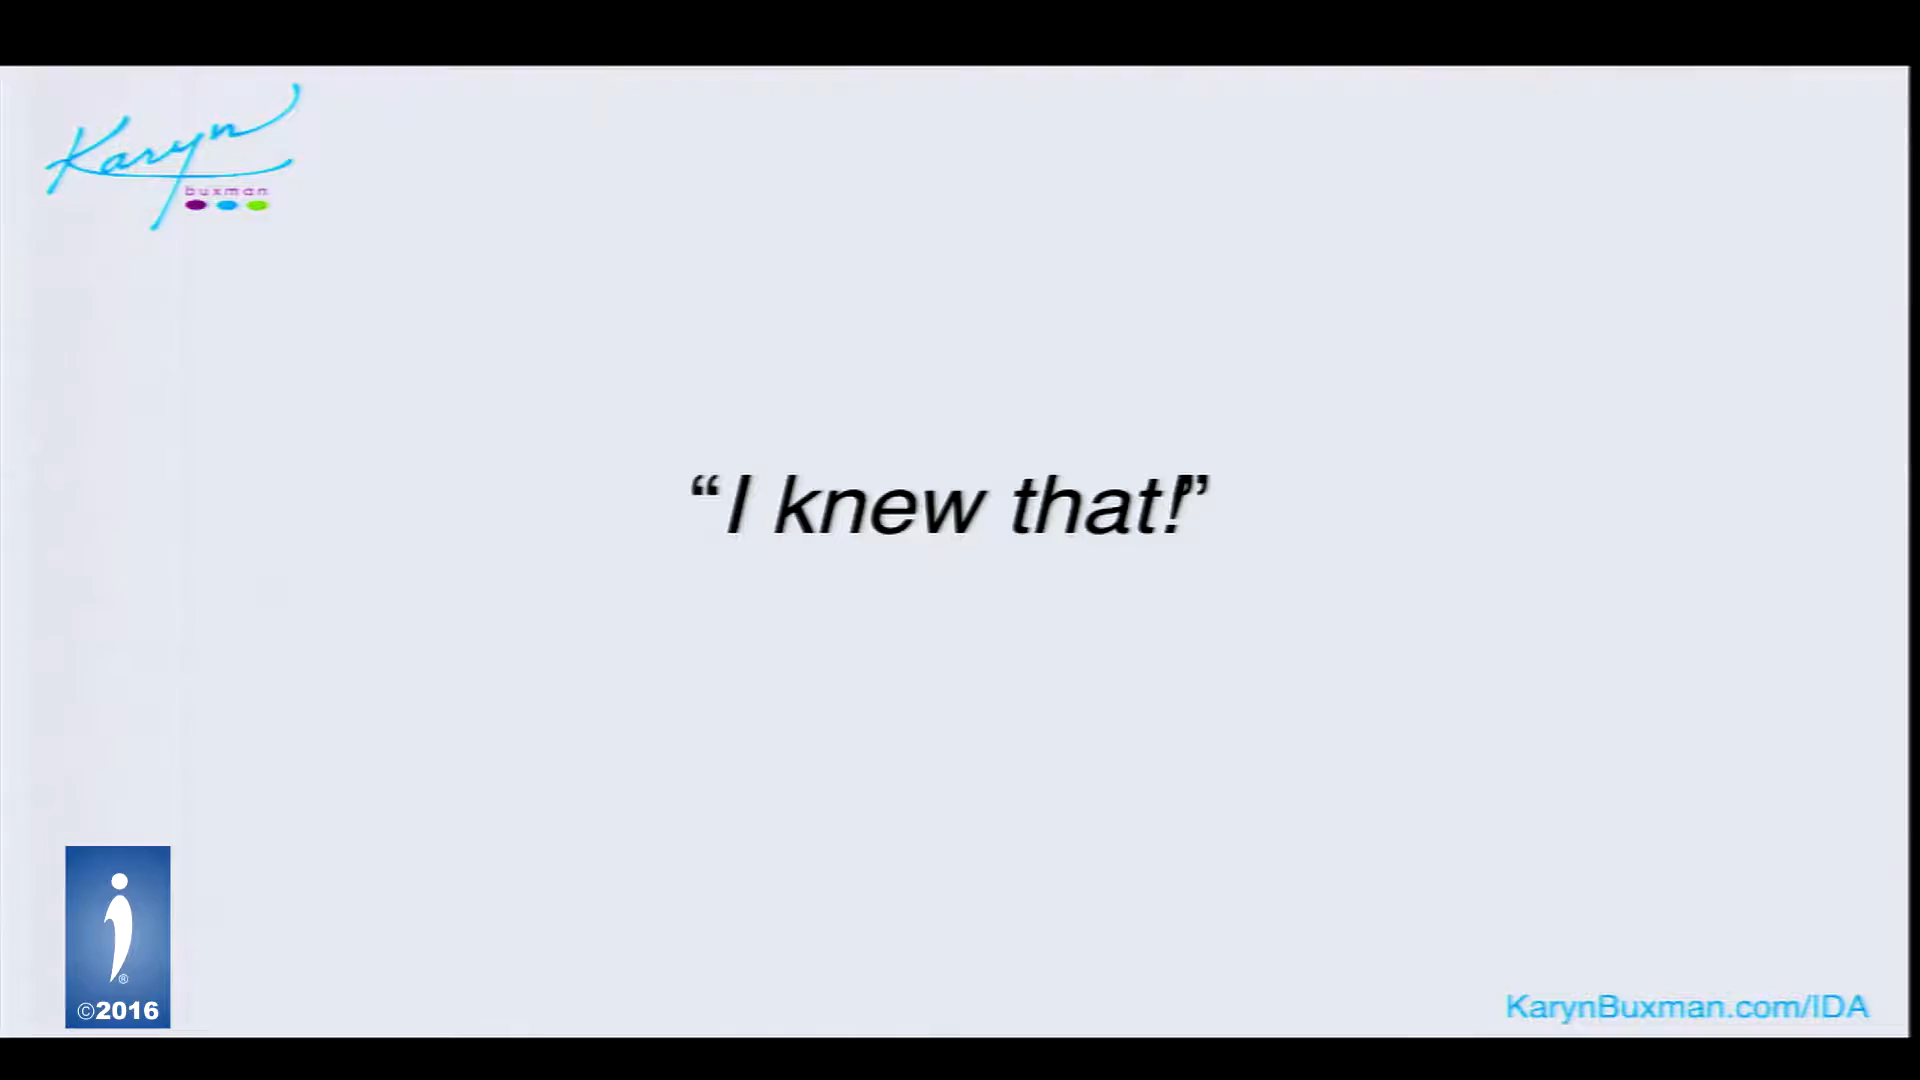 Karyn
buxman
“I knew that!”
®
©2016
KarynBuxman.com/IDA